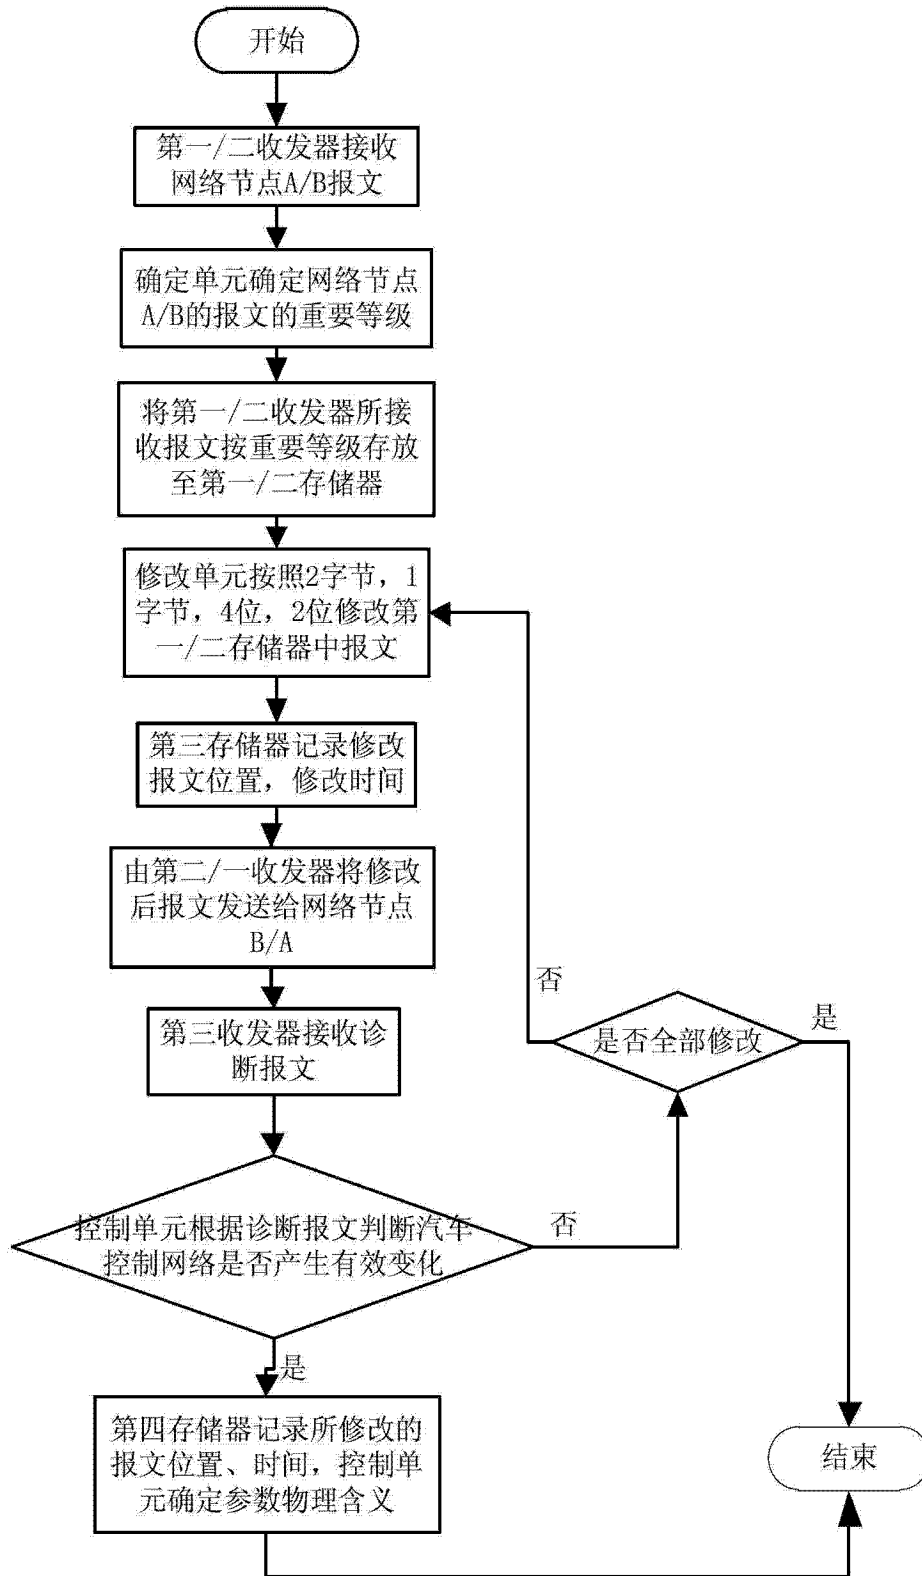 开始
第一/二收发器接收
网络节点A/B报文
确定单元确定网络节点
A/B的报文的重要等级
将第一/二收发器所接
收报文按重要等级存放
至第一/二存储器
修改单元按照2字节，1
字节，4位，2位修改第
一/二存储器中报文
第三存储器记录修改
报文位置，修改时间
由第二/一收发器将修改
后报文发送给网络节点
B/A
第三收发器接收诊
断报文
否
是否全部修改
是
控制单元根据诊断报文判断汽车
控制网络是否产生有效变化
否
是
第四存储器记录所修改的
报文位置、时间，控制单
元确定参数物理含义
结束